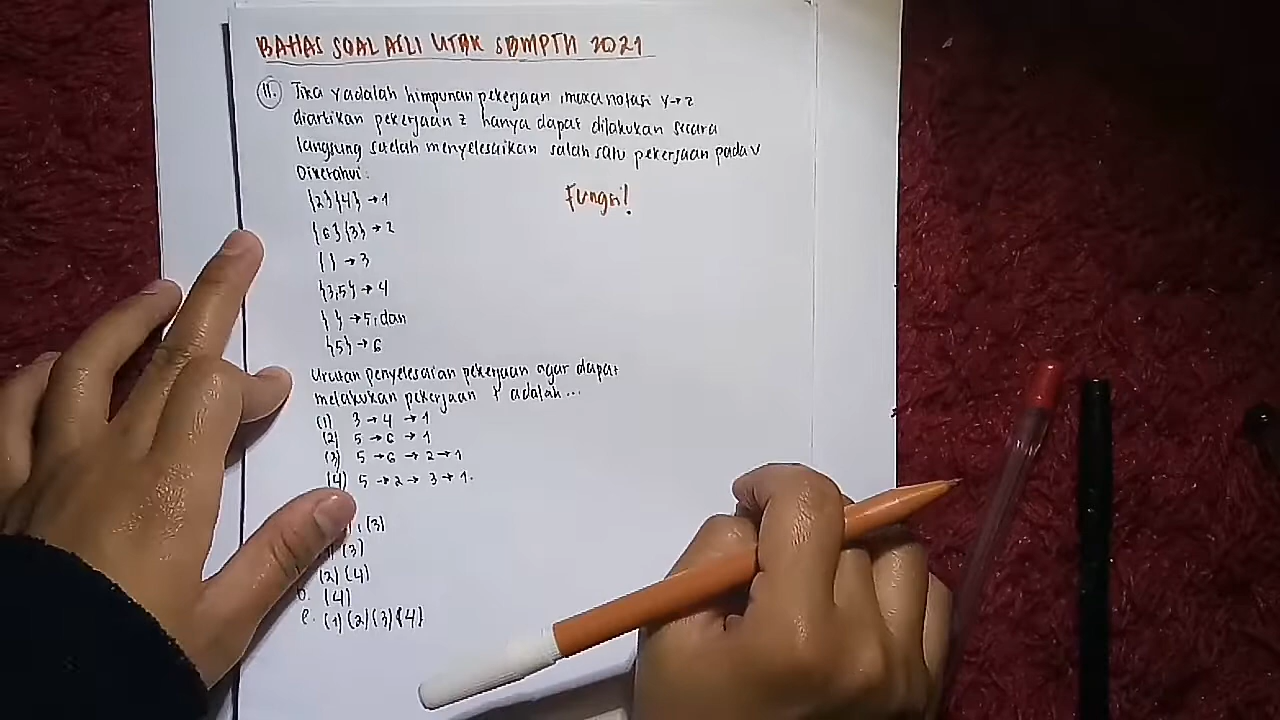 BAHAS SOAL ASLI UTBK SBMPTN 2021
11. Jika Y adalah himpunan pekerjaan, maka notasi Y→Z
diartikan pekerjaan Z hanya dapat dilakukan secara
langsung setelah menyelesaikan salah satu pekerjaan pada Y
Diketahui:
{2}{4} → 1
{6}{3} → 2
{ } → 3
{3,5} → 4
{ } → 5, dan
{5} → 6
Fungsi!
Urutan penyelesaian pekerjaan agar dapat
melakukan pekerjaan 1 adalah...
(1) 3 → 4 → 1
(2) 5 → 6 → 1
(3) 5 → 6 → 2 → 1
(4) 5 → 2 → 3 → 1.
, (3)
(3)
(2) (4)
(4)
e. (1) (2) (3) (4)